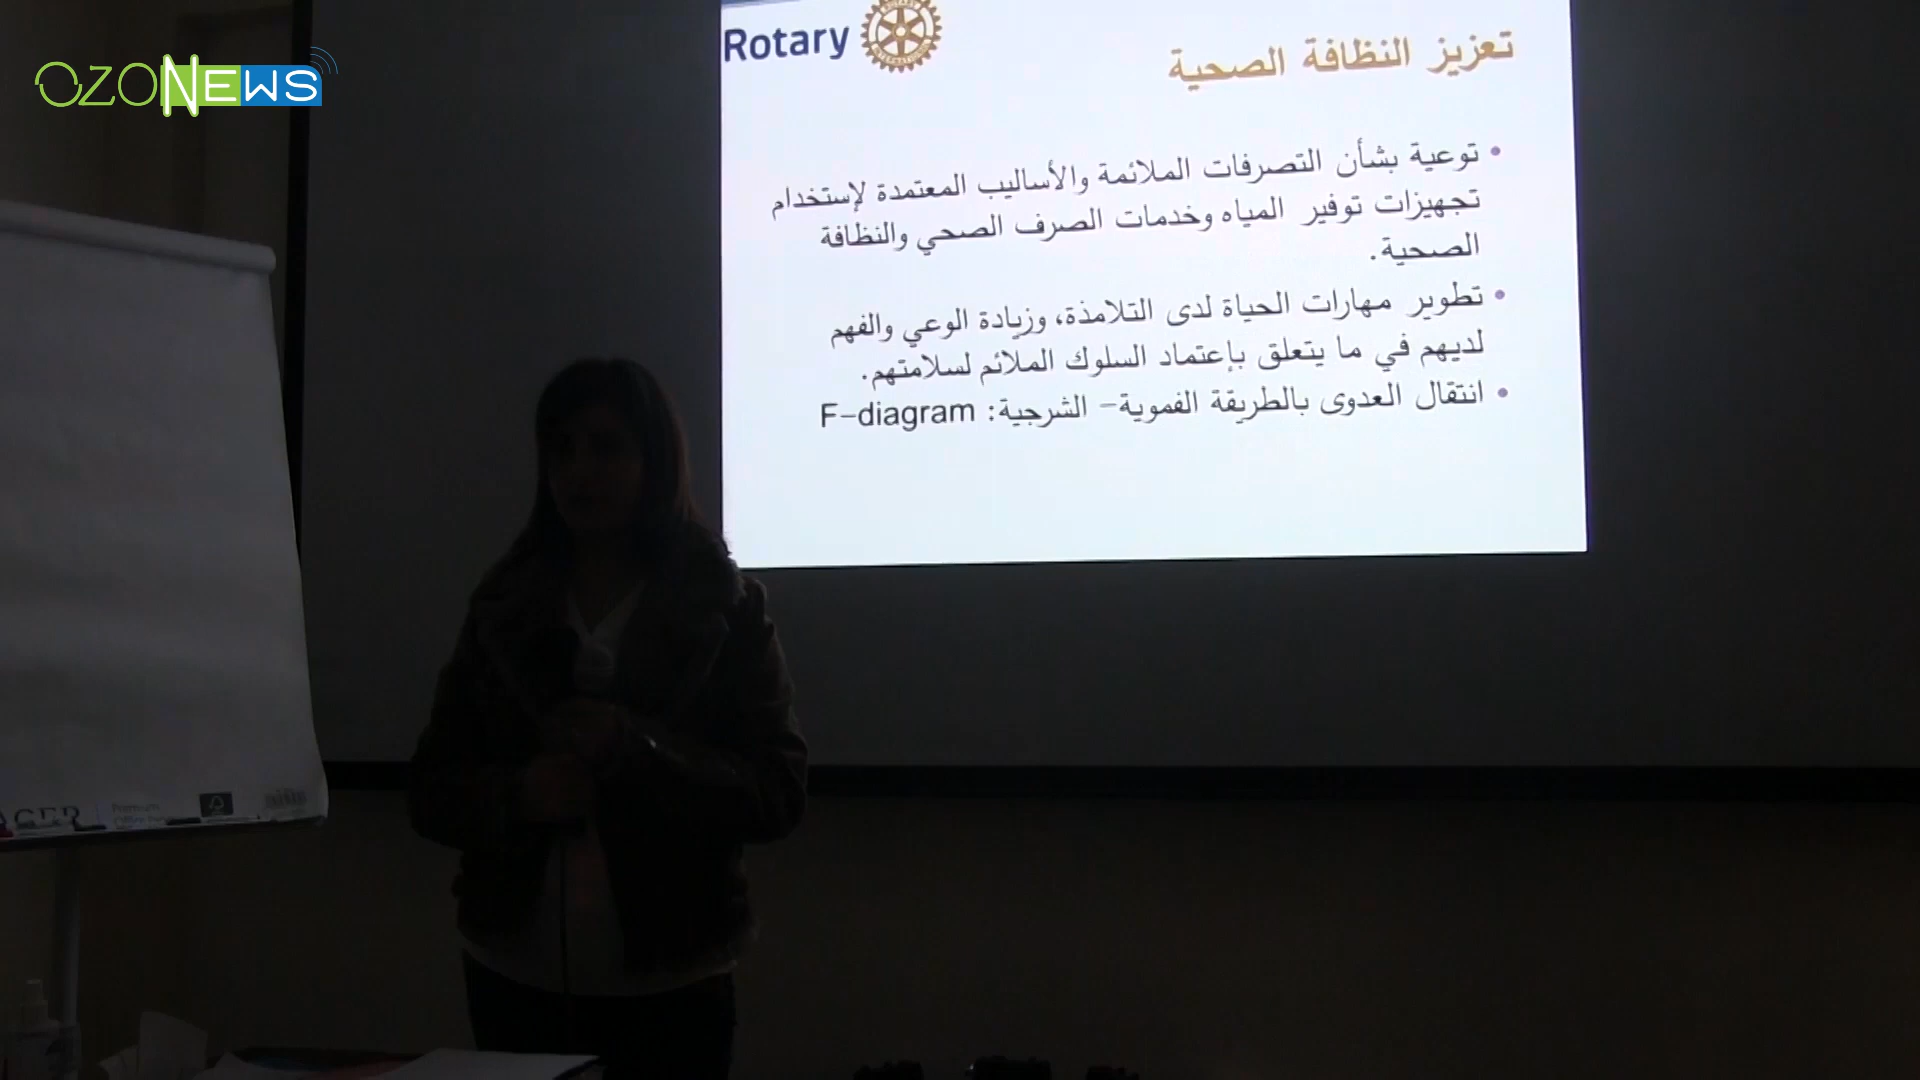 OZONEWS
Rotary
تعزيز النظافة الصحية
• توعية بشأن التصرفات الملائمة والأساليب المعتمدة لإستخدام
تجهيزات توفير المياه وخدمات الصرف الصحي والنظافة
الصحية.
• تطوير مهارات الحياة لدى التلامذة، وزيادة الوعي والفهم
لديهم في ما يتعلق بإعتماد السلوك الملائم لسلامتهم.
• انتقال العدوى بالطريقة الفموية- الشرجية: F-diagram